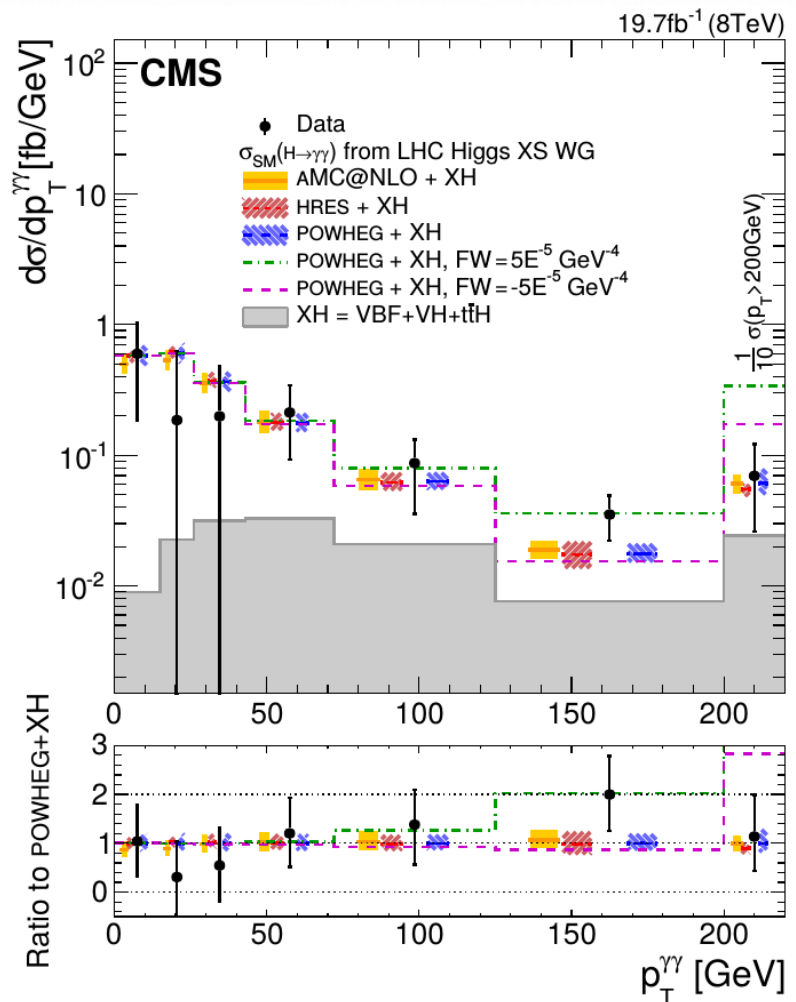 19.7fb⁻¹ (8TeV)
CMS
Data
σ_SM(H→γγ) from LHC Higgs XS WG
AMC@NLO + XH
HRES + XH
POWHEG + XH
POWHEG + XH, FW = 5E⁻⁵ GeV⁻⁴
POWHEG + XH, FW = -5E⁻⁵ GeV⁻⁴
XH = VBF+VH+tt̄H
1/10 σ(p_T>200GeV)
dσ/dp_T^γγ [fb/GeV]
10²
10
1
10⁻¹
10⁻²
0 50 100 150 200
Ratio to POWHEG+XH
3
2
1
0
0 50 100 150 200
p_T^γγ [GeV]